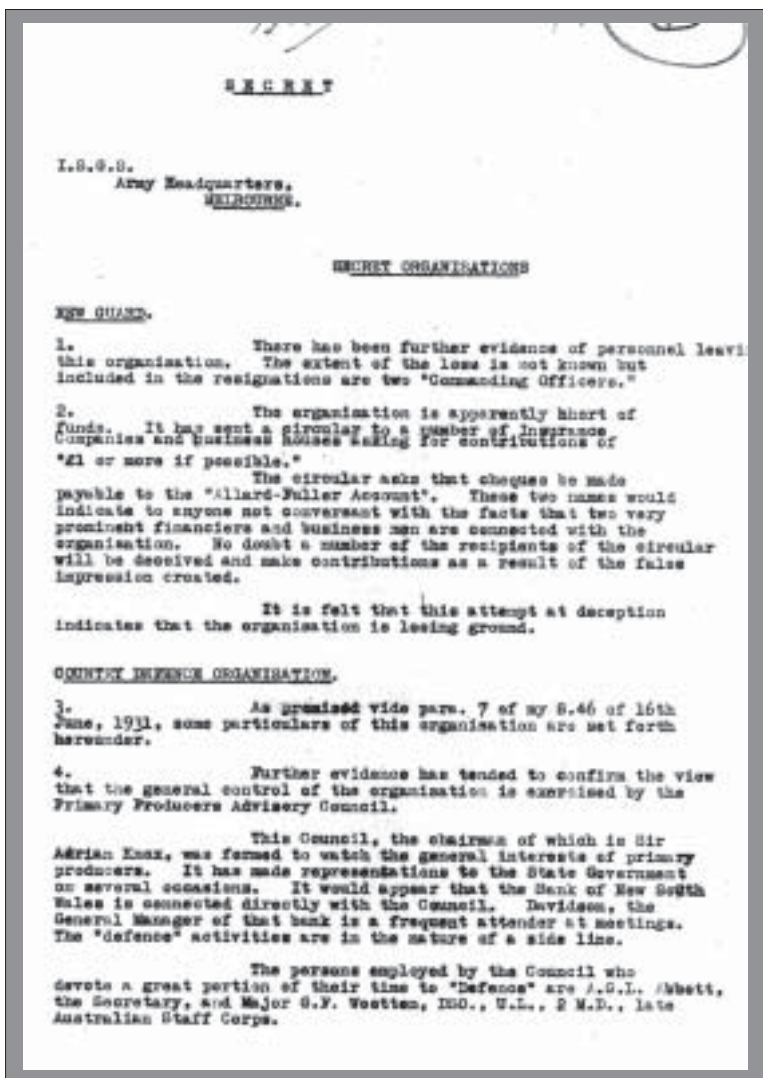 SECRET
I.S.G.S.
Army Headquarters,
MELBOURNE.
SECRET ORGANISATIONS
NEW GUARD.
1. There has been further evidence of personnel leavi
this organisation. The extent of the loss is not known but
included in the resignations are two "Commanding Officers."
2. The organisation is apparently short of
funds. It has sent a circular to a number of Insurance
Companies and business houses asking for contributions of
"£1 or more if possible."
The circular asks that cheques be made
payable to the "Allard-Fuller Account". These two names would
indicate to anyone not conversant with the facts that two very
prominent financiers and business men are connected with the
organisation. No doubt a number of the recipients of the circular
will be deceived and make contributions as a result of the false
impression created.
It is felt that this attempt at deception
indicates that the organisation is losing ground.
COUNTRY DEFENCE ORGANISATION.
3. As promised vide para. 7 of my S.46 of 16th
June, 1931, some particulars of this organisation are set forth
hereunder.
4. Further evidence has tended to confirm the view
that the general control of the organisation is exercised by the
Primary Producers Advisory Council.
This Council, the chairman of which is Sir
Adrian Knox, was formed to watch the general interests of primary
producers. It has made representations to the State Government
on several occasions. It would appear that the Bank of New South
Wales is connected directly with the Council. Davidson, the
General Manager of that bank is a frequent attender at meetings.
The "defence" activities are in the nature of a side line.
The persons employed by the Council who
devote a great portion of their time to "Defence" are A.G.L. Abbott,
the Secretary, and Major G.F. Wootten, DSO., U.L., 2 M.D., late
Australian Staff Corps.